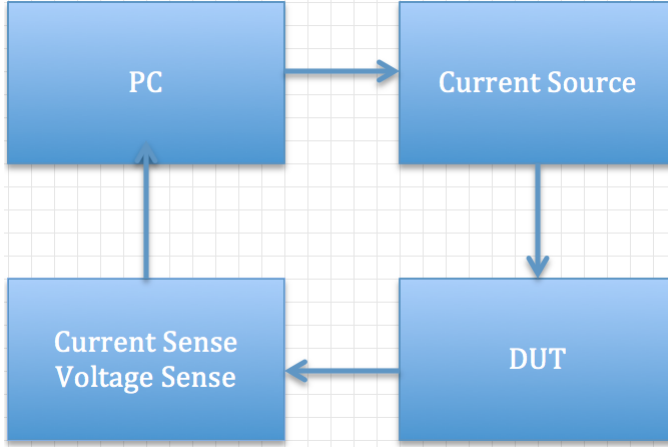 PC
Current Source
Current Sense
Voltage Sense
DUT